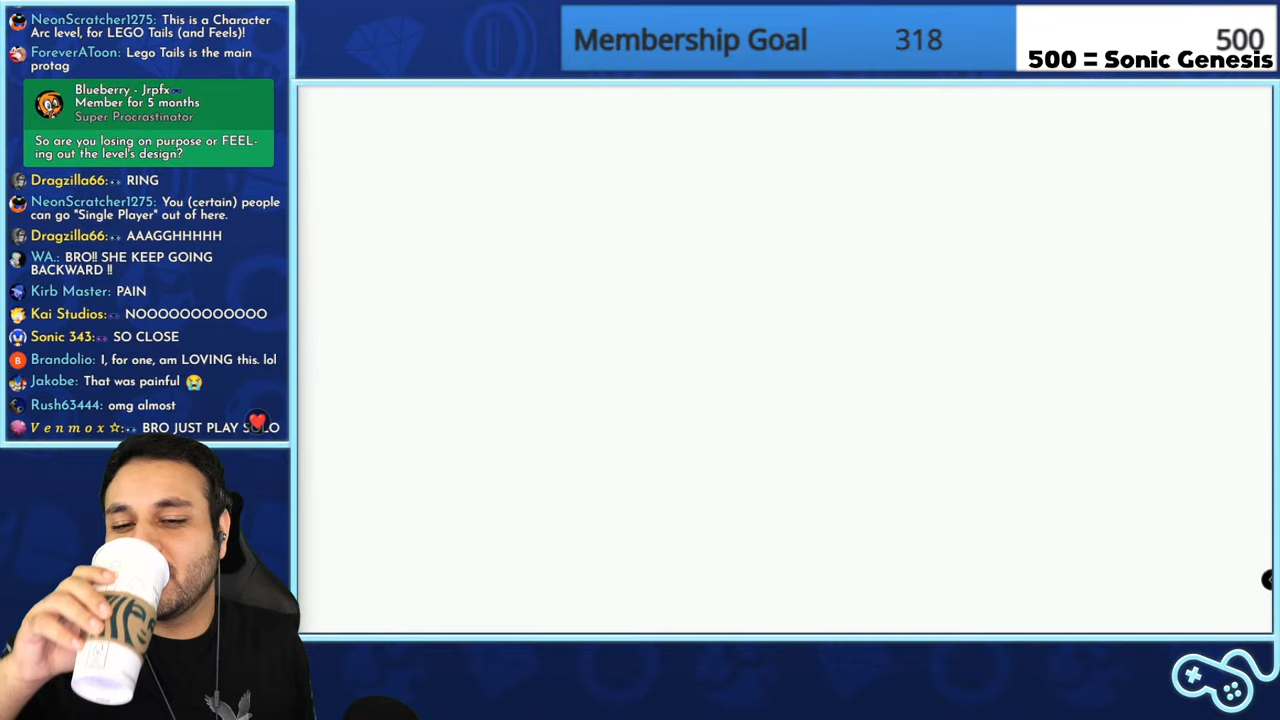 NeonScratcher1275: This is a Character
Arc level, for LEGO Tails (and Feels)!
ForeverAToon: Lego Tails is the main
protag
Blueberry - Jrpfx
Member for 5 months
Super Procrastinator
So are you losing on purpose or FEEL-
ing out the level's design?
Dragzilla66: RING
NeonScratcher1275: You (certain) people
can go "Single Player" out of here.
Dragzilla66: AAAGGHHHHH
WA.: BRO!! SHE KEEP GOING
BACKWARD !!
Kirb Master: PAIN
Kai Studios: NOOOOOOOOOOOO
Sonic 343: SO CLOSE
Brandolio: I, for one, am LOVING this. lol
Jakobe: That was painful 😭
Rush63444: omg almost
𝑉 𝑒 𝑛 𝑚 𝑜 𝑥 ☆: BRO JUST PLAY SOLO
Membership Goal 318 500
500 = Sonic Genesis